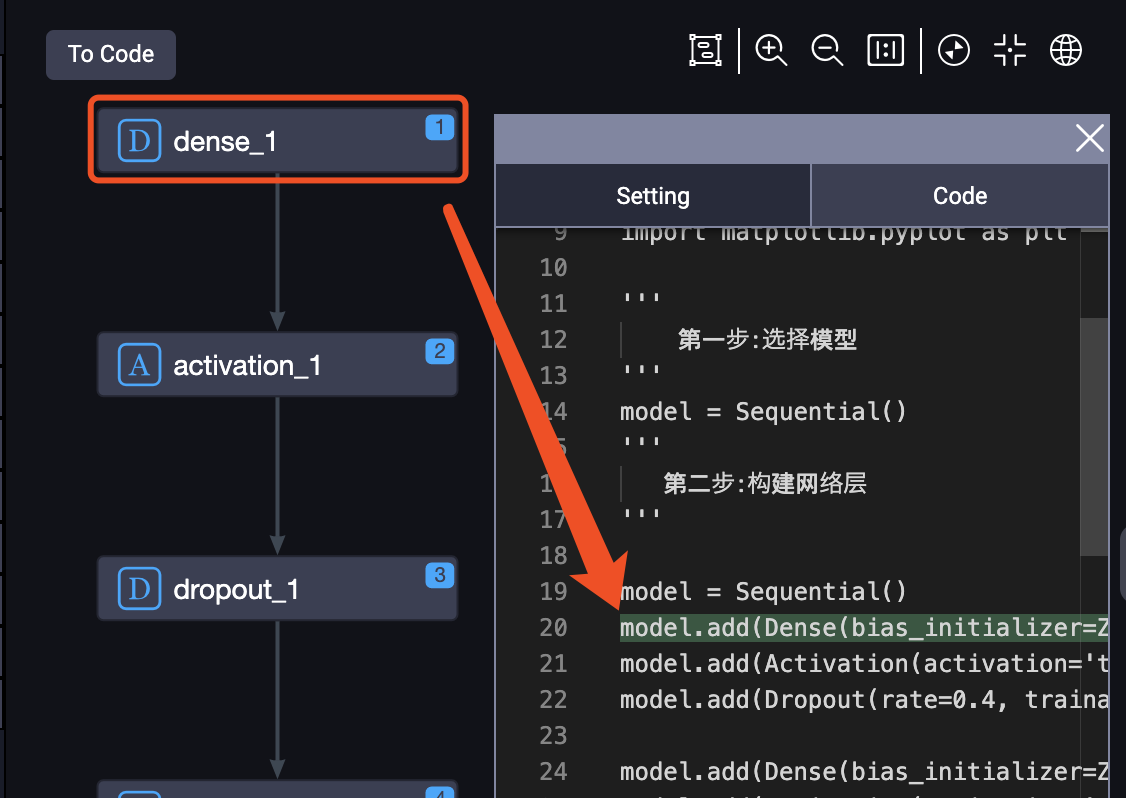 To Code
D dense_1 1
A activation_1 2
D dropout_1 3
4
1:1
Setting
Code
9 import matplotlib.pyplot as plt
10
11 '''
12 第一步:选择模型
13 '''
14 model = Sequential()
'''
第二步:构建网络层
17 '''
18
19 model = Sequential()
20 model.add(Dense(bias_initializer=Z
21 model.add(Activation(activation='t
22 model.add(Dropout(rate=0.4, traina
23
24 model.add(Dense(bias_initializer=Z